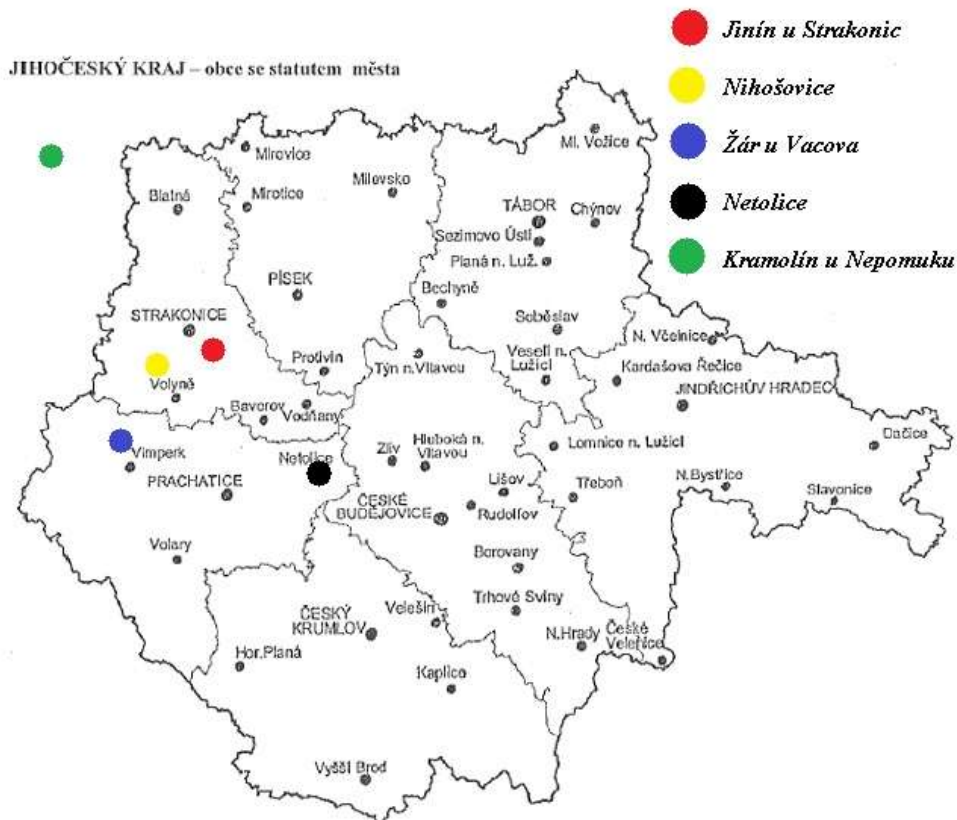 Jinín u Strakonic
JIHOČESKÝ KRAJ – obce se statutem města
Nihošovice
Žár u Vacova
Netolice
Kramolín u Nepomuku
Mirovice
Ml. Vožice
Blatná
Mirotice
Milevsko
TÁBOR
Chýnov
Sezimovo Ústí
Planá n. Luž.
PÍSEK
Bechyně
STRAKONICE
Soběslav
N. Včelnice
Protivín
Týn n. Vltavou
Veselí n.
Lužicí
Kardašova Řečice
JINDŘICHŮV HRADEC
Volyně
Baverov
Vodňany
Vimperk
Netolice
Zliv
Hluboká n.
Vltavou
Lomnice n. Lužicí
Dačice
PRACHATICE
ČESKÉ
BUDĚJOVICE
Lišov
Rudolfov
Třeboň
N.Bystřice
Slavonice
Volary
Borovany
Trhové Sviny
ČESKÝ
KRUMLOV
Velešín
N.Hrady
České
Velenice
Hor.Planá
Kaplice
Vyšší Brod